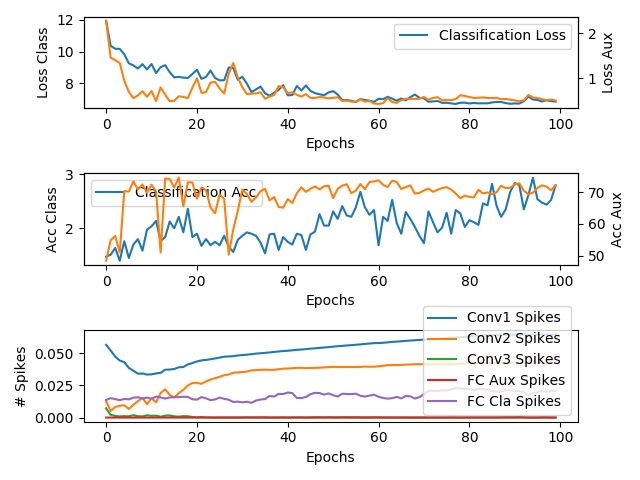 12
10
8
Loss Class
Classification Loss
2
1
Loss Aux
0 20 40 60 80 100
Epochs
3
2
Acc Class
Classification Acc
70
60
50
Acc Aux
0 20 40 60 80 100
Epochs
0.050
0.025
0.000
# Spikes
Conv1 Spikes
Conv2 Spikes
Conv3 Spikes
FC Aux Spikes
FC Cla Spikes
0 20 40 60 80 100
Epochs